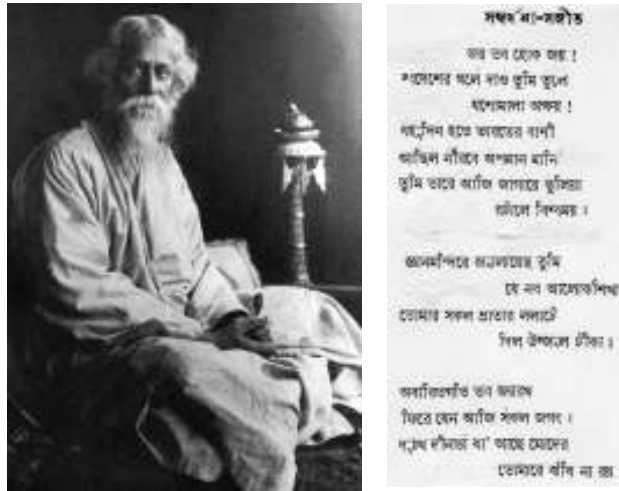 সম্বর্ধনা-সঙ্গীত
জয় তব হোক জয় !
স্বদেশের গলে দাও তুমি তুলে
যশোমালা অক্ষয় !
বহুদিন হতে ভারতের বাণী
আছিল নীরবে অপমান মানি'
তুমি তারে আজি জাগায়ে তুলিয়া
রটালে বিশ্বময় ।
জ্ঞানমন্দিরে জ্বালায়েছ তুমি
যে নব আলোকশিখা
তোমার সকল ভ্রাতার ললাটে
দিল উজ্জ্বল টীকা ।
অবারিতগতি তব জয়রথ
ফিরে যেন আজি সকল জগৎ ।
দুঃখ দীনতা যা' আছে মোদের
তোমারে বাঁধি না রয়